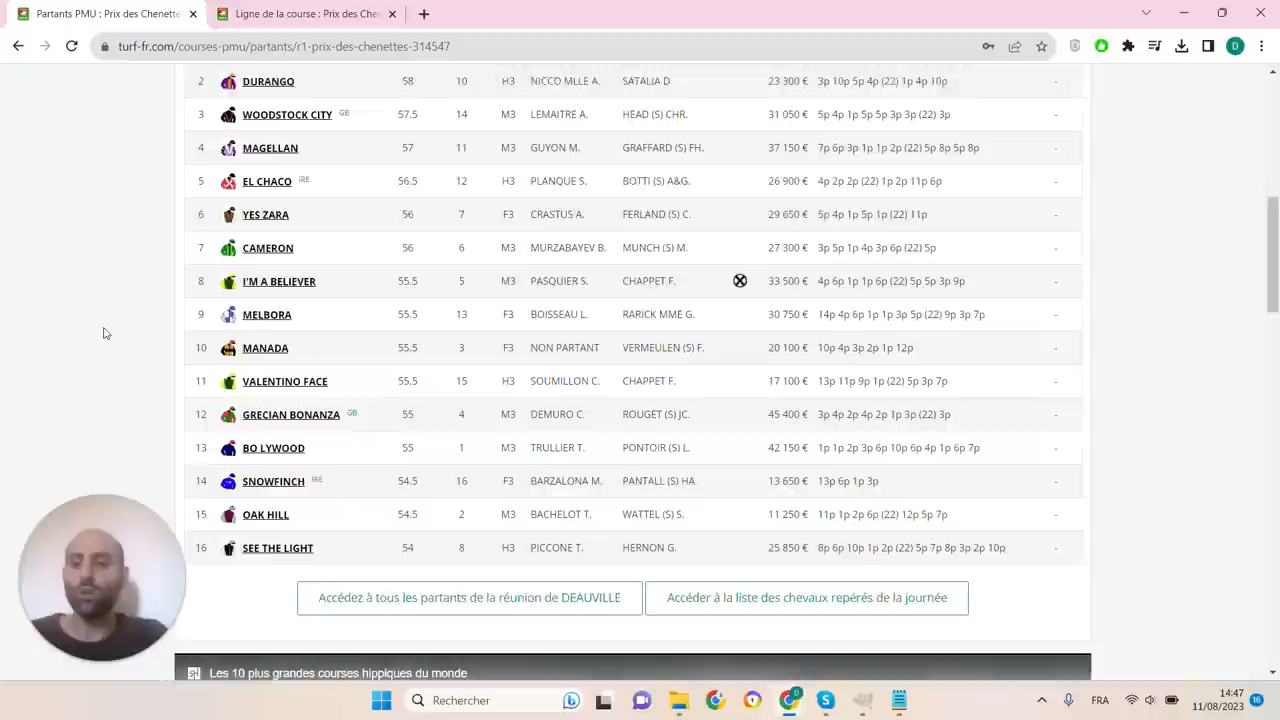 Partants PMU : Prix des Chenette
Ligne de la course : Prix des Che
turf-fr.com/courses-pmu/partants/r1-prix-des-chenettes-314547
D
2 DURANGO 58 10 H3 NICCO MLLE A. SATALIA D. 23 300 € 3p 10p 5p 4p (22) 1p 4p 10p
3 WOODSTOCK CITY GB 57.5 14 M3 LEMAITRE A. HEAD (S) CHR. 31 050 € 5p 4p 1p 5p 5p 3p 3p (22) 3p -
4 MAGELLAN 57 11 M3 GUYON M. GRAFFARD (S) FH. 37 150 € 7p 6p 3p 1p 1p 2p (22) 5p 8p 5p 8p -
5 EL CHACO IRE 56.5 12 H3 PLANQUE S. BOTTI (S) A&G. 26 900 € 4p 2p 2p (22) 1p 2p 11p 6p -
6 YES ZARA 56 7 F3 CRASTUS A. FERLAND (S) C. 29 650 € 5p 4p 1p 5p 1p (22) 11p -
7 CAMERON 56 6 M3 MURZABAYEV B. MUNCH (S) M. 27 300 € 3p 5p 1p 4p 3p 6p (22) 5p -
8 I'M A BELIEVER 55.5 5 M3 PASQUIER S. CHAPPET F. 33 500 € 4p 6p 1p 1p 6p (22) 5p 5p 3p 9p -
9 MELBORA 55.5 13 F3 BOISSEAU L. RARICK MME G. 30 750 € 14p 4p 6p 1p 1p 3p 5p (22) 9p 3p 7p -
10 MANADA 55.5 3 F3 NON PARTANT VERMEULEN (S) F. 20 100 € 10p 4p 3p 2p 1p 12p -
11 VALENTINO FACE 55.5 15 H3 SOUMILLON C. CHAPPET F. 17 100 € 13p 11p 9p 1p (22) 5p 3p 7p -
12 GRECIAN BONANZA GB 55 4 M3 DEMURO C. ROUGET (S) JC. 45 400 € 3p 4p 2p 4p 2p 1p 3p (22) 3p -
13 BO LYWOOD 55 1 M3 TRULLIER T. PONTOIR (S) L. 42 150 € 1p 1p 2p 3p 6p 10p 6p 4p 1p 6p 7p -
14 SNOWFINCH IRE 54.5 16 F3 BARZALONA M. PANTALL (S) HA. 13 650 € 13p 6p 1p 3p -
15 OAK HILL 54.5 2 M3 BACHELOT T. WATTEL (S) S. 11 250 € 11p 1p 2p 6p (22) 12p 5p 7p -
16 SEE THE LIGHT 54 8 H3 PICCONE T. HERNON G. 25 850 € 8p 6p 10p 1p 2p (22) 5p 7p 8p 3p 2p 10p -
Accédez à tous les partants de la réunion de DEAUVILLE
Accéder à la liste des chevaux repérés de la journée
Les 10 plus grandes courses hippiques du monde
Rechercher
FRA
14:47
11/08/2023
16